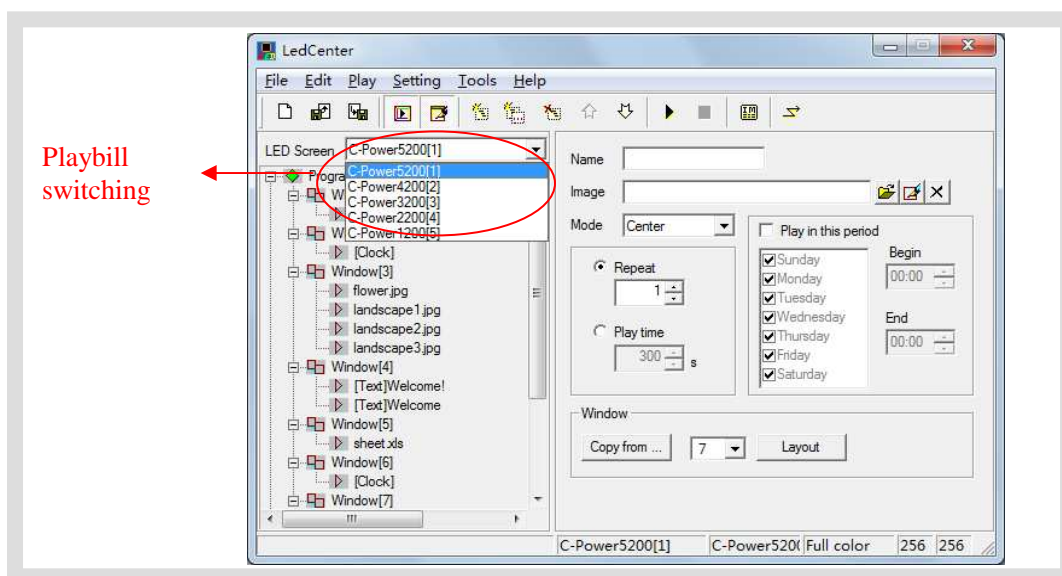 LedCenter
File Edit Play Setting Tools Help
Playbill
switching
LED Screen C-Power5200[1]
C-Power5200[1]
C-Power4200[2]
C-Power3200[3]
C-Power2200[4]
C-Power1200[5]
Progra
W
W
[Clock]
Window[3]
flower.jpg
landscape1.jpg
landscape2.jpg
landscape3.jpg
Window[4]
[Text]Welcome!
[Text]Welcome
Window[5]
sheet.xls
Window[6]
[Clock]
Window[7]
Name
Image
Mode Center
Repeat
1
Play time
300 s
Play in this period
Sunday
Monday
Tuesday
Wednesday
Thursday
Friday
Saturday
Begin
00:00
End
00:00
Window
Copy from ... 7 Layout
C-Power5200[1] C-Power520( Full color 256 256